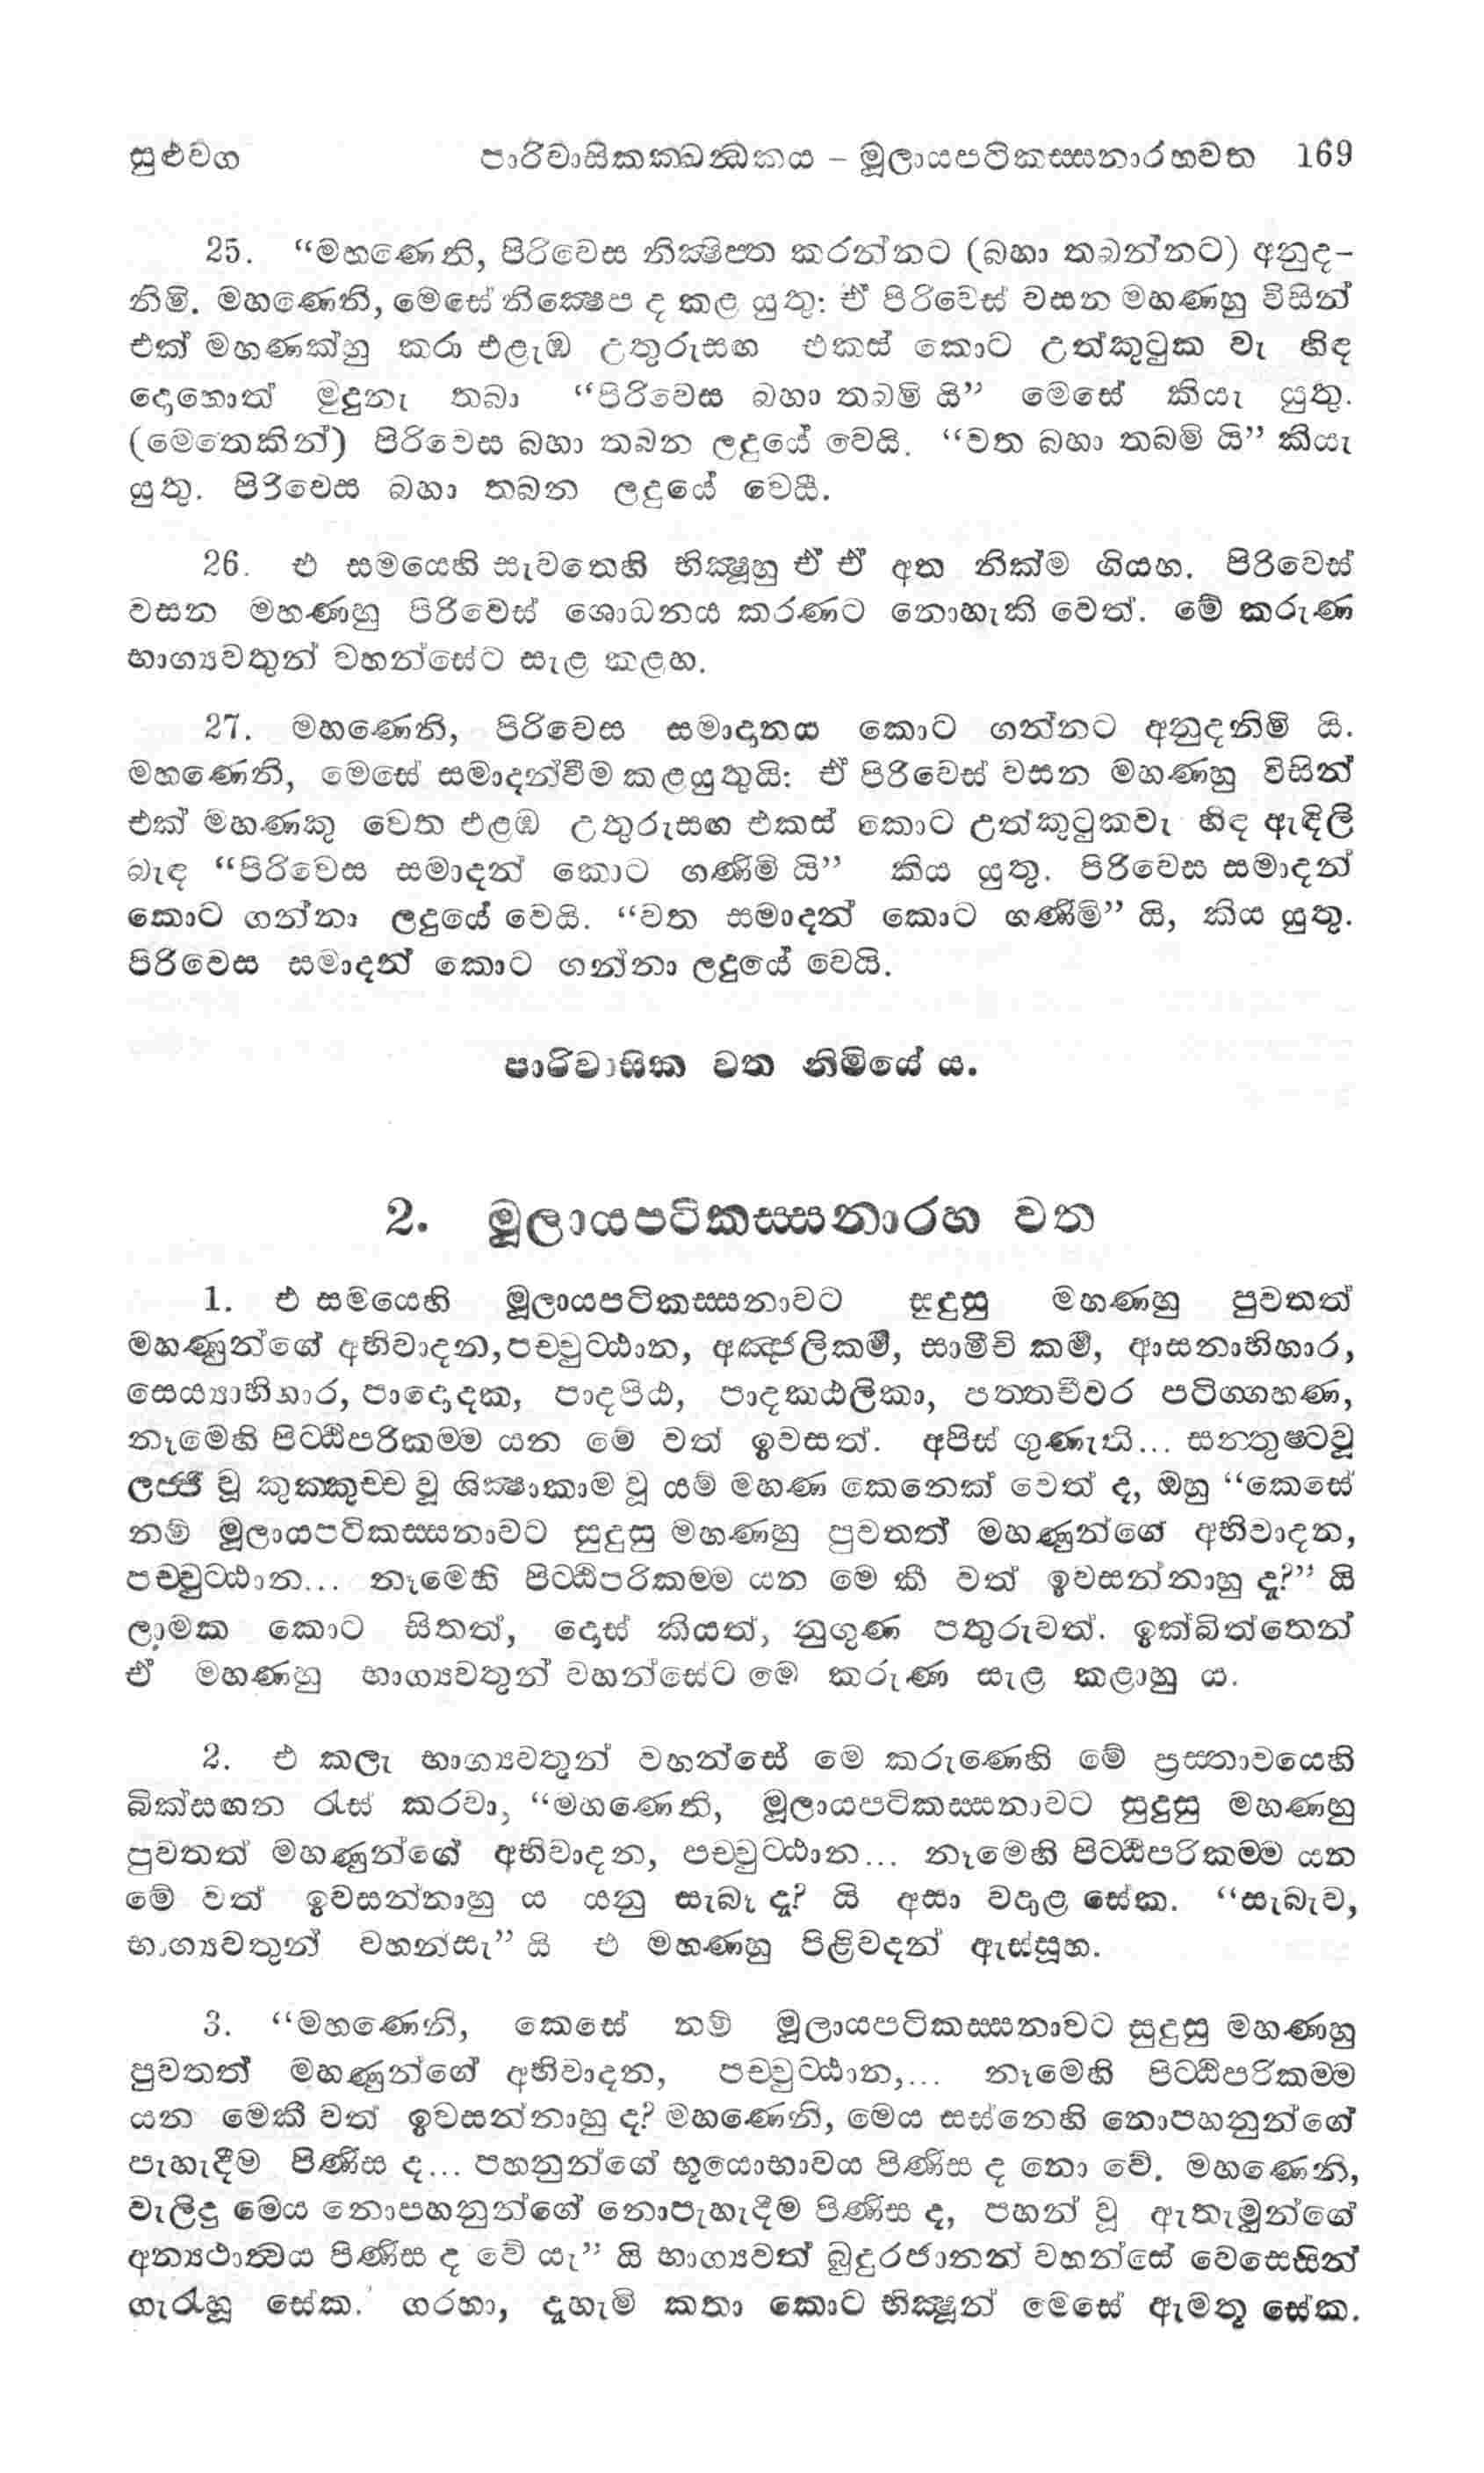 සුළුවග පාරිවාසිකක්ඛන්ධකය – මූලායපටිකස්සනාරහවත 169
25. “මහණෙනි, පිරිවෙස නික්ෂිප්ත කරන්නට (බහා තබන්නට) අනුද-
නිමි. මහණෙනි, මෙසේ නික්ෂෙප ද කළ යුතු: ඒ පිරිවෙස් වසන මහණහු විසින්
එක් මහණක්හු කරා එළැඹ උතුරුසඟ එකස් කොට උත්කුටුක වැ හිඳ
දොහොත් මුදුනැ තබා “පිරිවෙස බහා තබමි යි” මෙසේ කියැ යුතු.
(මෙතෙකින්) පිරිවෙස බහා තබන ලදුයේ වෙයි. “වත බහා තබමි යි” කියැ
යුතු. පිරිවෙස බහා තබන ලදුයේ වෙයි.
26. එ සමයෙහි සැවතෙහි භික්ෂූහු ඒ ඒ අත නික්ම ගියහ. පිරිවෙස්
වසන මහණහු පිරිවෙස් ශොධනය කරණට නොහැකි වෙත්. මේ කරුණ
භාග්‍යවතුන් වහන්සේට සැළ කළහ.
27. මහණෙනි, පිරිවෙස සමාදානය කොට ගන්නට අනුදනිමි යි.
මහණෙනි, මෙසේ සමාදන්වීම කළයුතුයි: ඒ පිරිවෙස් වසන මහණහු විසින්
එක් මහණකු වෙත එළඹ උතුරුසඟ එකස් කොට උත්කුටුකවැ හිඳ ඇඳිලි
බැඳ “පිරිවෙස සමාදන් කොට ගණිමි යි” කිය යුතු. පිරිවෙස සමාදන්
කොට ගන්නා ලදුයේ වෙයි. “වත සමාදන් කොට ගණිමි” යි, කිය යුතු.
පිරිවෙස සමාදන් කොට ගන්නා ලදුයේ වෙයි.
පාරිවාසික වත නිමියේ ය.
2. මූලායපටිකස්සනාරහ වත
1. එ සමයෙහි මූලායපටිකස්සනාවට සුදුසු මහණහු පුවතත්
මහණුන්ගේ අභිවාදන, පච්චුට්ඨාන, අඤ්ජලිකර්ම, සාමීචි කර්ම, ආසනාභිහාර,
සෙය්‍යාභිහාර, පාදොදක, පාදපීඨ, පාදකඨලිකා, පත්තචීවර පටිග්ගහණ,
නෑමෙහි පිට්ඨිපරිකම්ම යන මේ වත් ඉවසත්. අපිස් ගුණැති... සන්තුෂ්ටවූ
ලජ්ජී වූ කුක්කුච්ච වූ ශික්ෂාකාම වූ යම් මහණ කෙනෙක් වෙත් ද, ඔහු “කෙසේ
නම් මූලායපටිකස්සනාවට සුදුසු මහණහු පුවතත් මහණුන්ගේ අභිවාදන,
පච්චුට්ඨාන... නෑමෙහි පිට්ඨිපරිකම්ම යන මෙ කී වත් ඉවසන්නාහු දැ?” යි
ලාමක කොට සිතත්, දොස් කියත්, නුගුණ පතුරුවත්. ඉක්බිත්තෙන්
ඒ මහණහු භාග්‍යවතුන් වහන්සේට මෙ කරුණ සැළ කළාහු ය.
2. එ කලැ භාග්‍යවතුන් වහන්සේ මෙ කරුණෙහි මේ ප්‍රස්තාවයෙහි
බික්සඟන රැස් කරවා, “මහණෙනි, මූලායපටිකස්සනාවට සුදුසු මහණහු
පුවතත් මහණුන්ගේ අභිවාදන, පච්චුට්ඨාන... නෑමෙහි පිට්ඨිපරිකම්ම යන
මේ වත් ඉවසන්නාහු ය යනු සැබෑ දැ? යි අසා වදාළ සේක. “සැබැව,
භාග්‍යවතුන් වහන්සැ” යි එ මහණහු පිළිවදන් ඇස්සූහ.
3. “මහණෙනි, කෙසේ නම් මූලායපටිකස්සනාවට සුදුසු මහණහු
පුවතත් මහණුන්ගේ අභිවාදන, පච්චුට්ඨාන,... නෑමෙහි පිට්ඨිපරිකම්ම
යන මෙකී වත් ඉවසන්නාහු ද? මහණෙනි, මෙය සස්නෙහි නොපහනුන්ගේ
පැහැදීම පිණිස ද... පහනුන්ගේ භූයොභාවය පිණිස ද නො වේ. මහණෙනි,
වැලිදු මෙය නොපහනුන්ගේ නොපැහැදීම පිණිස ද, පහන් වූ ඇතැමුන්ගේ
අන්‍යථාත්වය පිණිස ද වේ යැ” යි භාග්‍යවත් බුදුරජානන් වහන්සේ වෙසෙසින්
ගැරැහූ සේක. ගරහා, දැහැමි කතා කොට භික්ෂූන් මෙසේ ඇමතූ සේක.